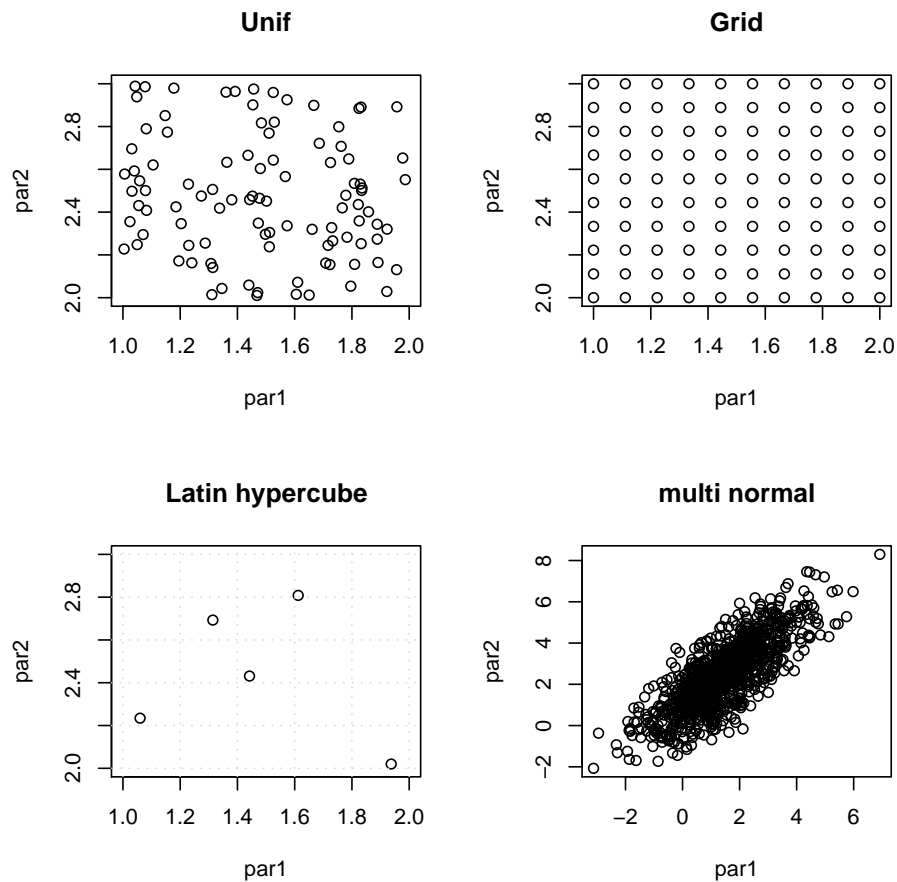 Unif
par2
2.0 2.4 2.8
1.0 1.2 1.4 1.6 1.8 2.0
par1
Grid
par2
2.0 2.4 2.8
1.0 1.2 1.4 1.6 1.8 2.0
par1
Latin hypercube
par2
2.0 2.4 2.8
1.0 1.2 1.4 1.6 1.8 2.0
par1
multi normal
par2
−2 0 2 4 6 8
−2 0 2 4 6
par1